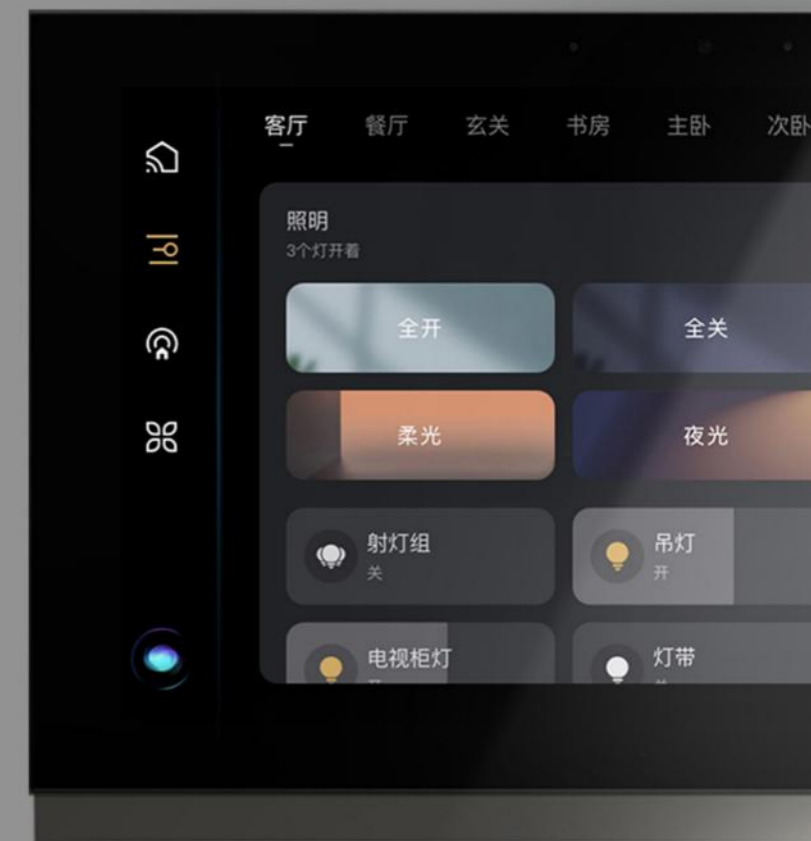 客厅 餐厅 玄关 书房 主卧 次卧
照明
3个灯开着
全开 全关
柔光 夜光
射灯组 吊灯
关 开
电视柜灯 灯带